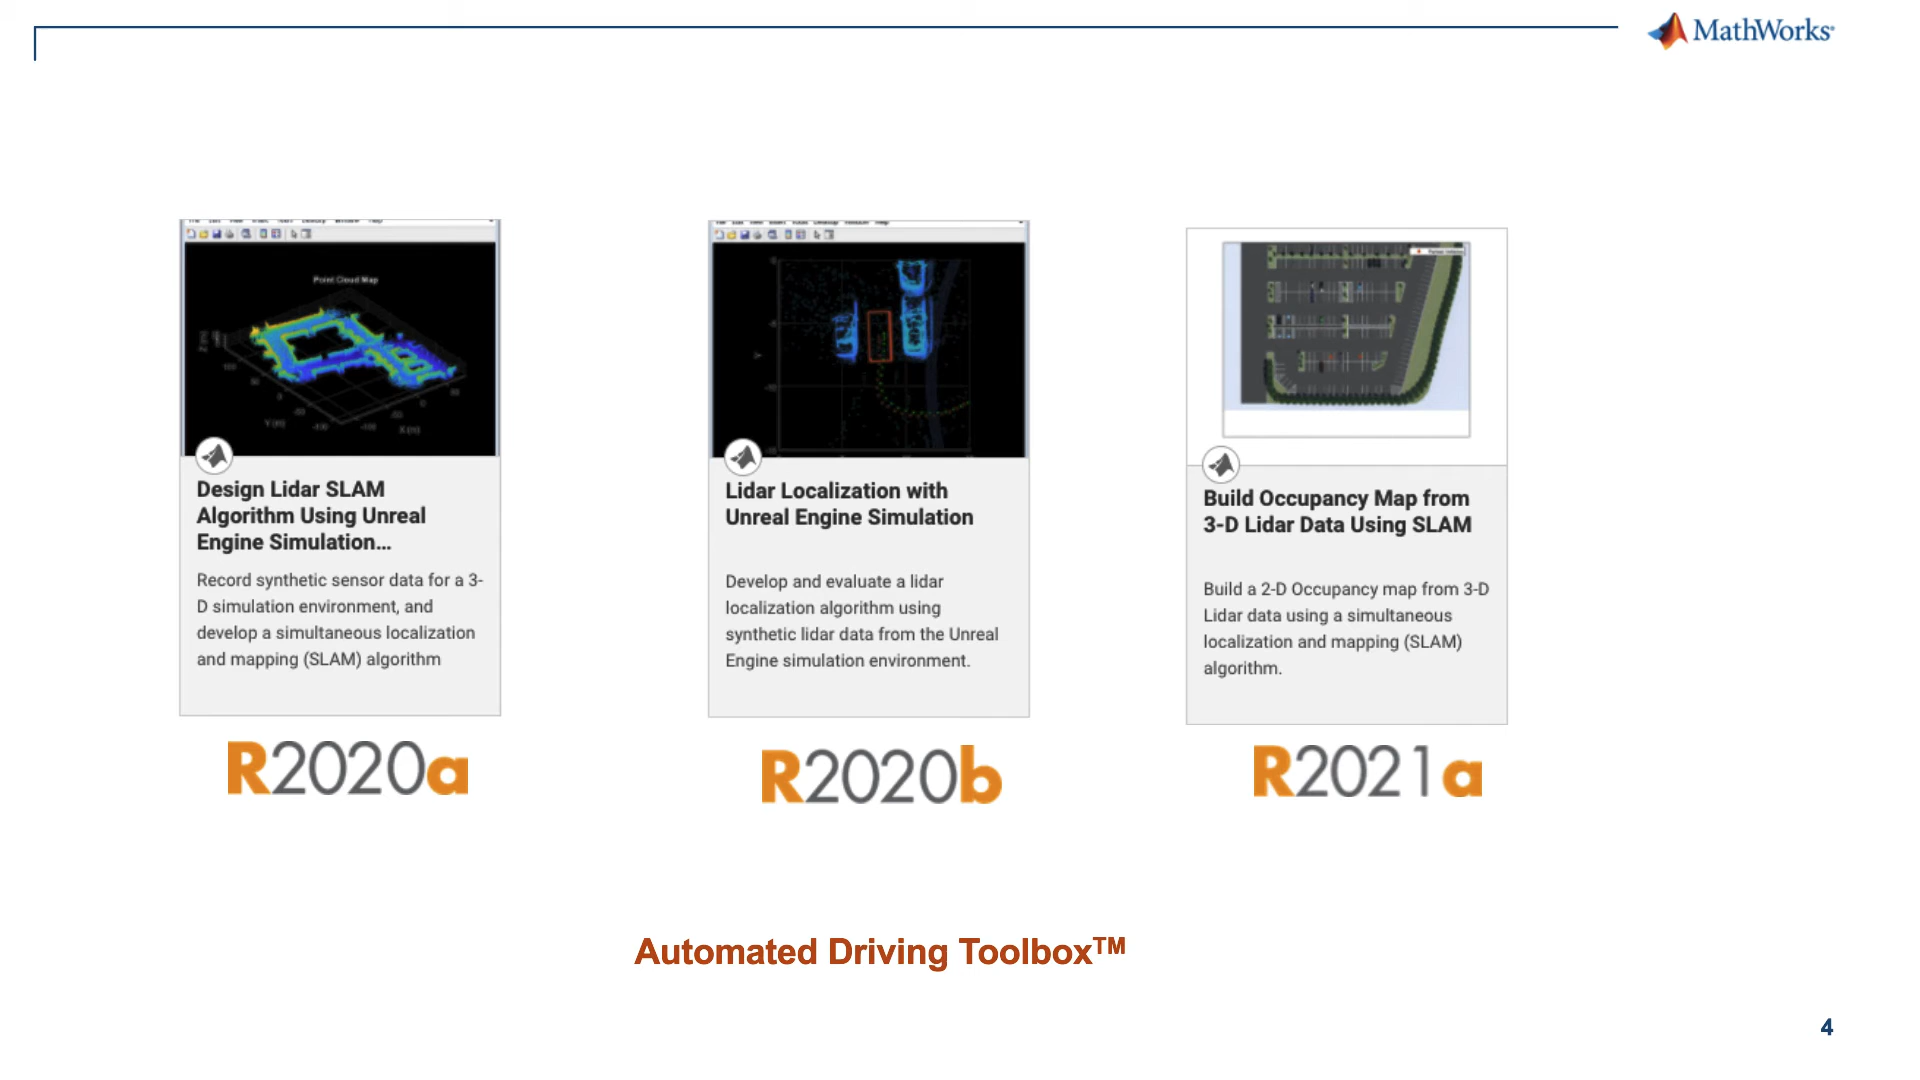 MathWorks®
Point Cloud Map
Design Lidar SLAM
Algorithm Using Unreal
Engine Simulation...
Record synthetic sensor data for a 3-
D simulation environment, and
develop a simultaneous localization
and mapping (SLAM) algorithm
R2020a
Lidar Localization with
Unreal Engine Simulation
Develop and evaluate a lidar
localization algorithm using
synthetic lidar data from the Unreal
Engine simulation environment.
R2020b
Build Occupancy Map from
3-D Lidar Data Using SLAM
Build a 2-D Occupancy map from 3-D
Lidar data using a simultaneous
localization and mapping (SLAM)
algorithm.
R2021a
Automated Driving Toolbox™
4